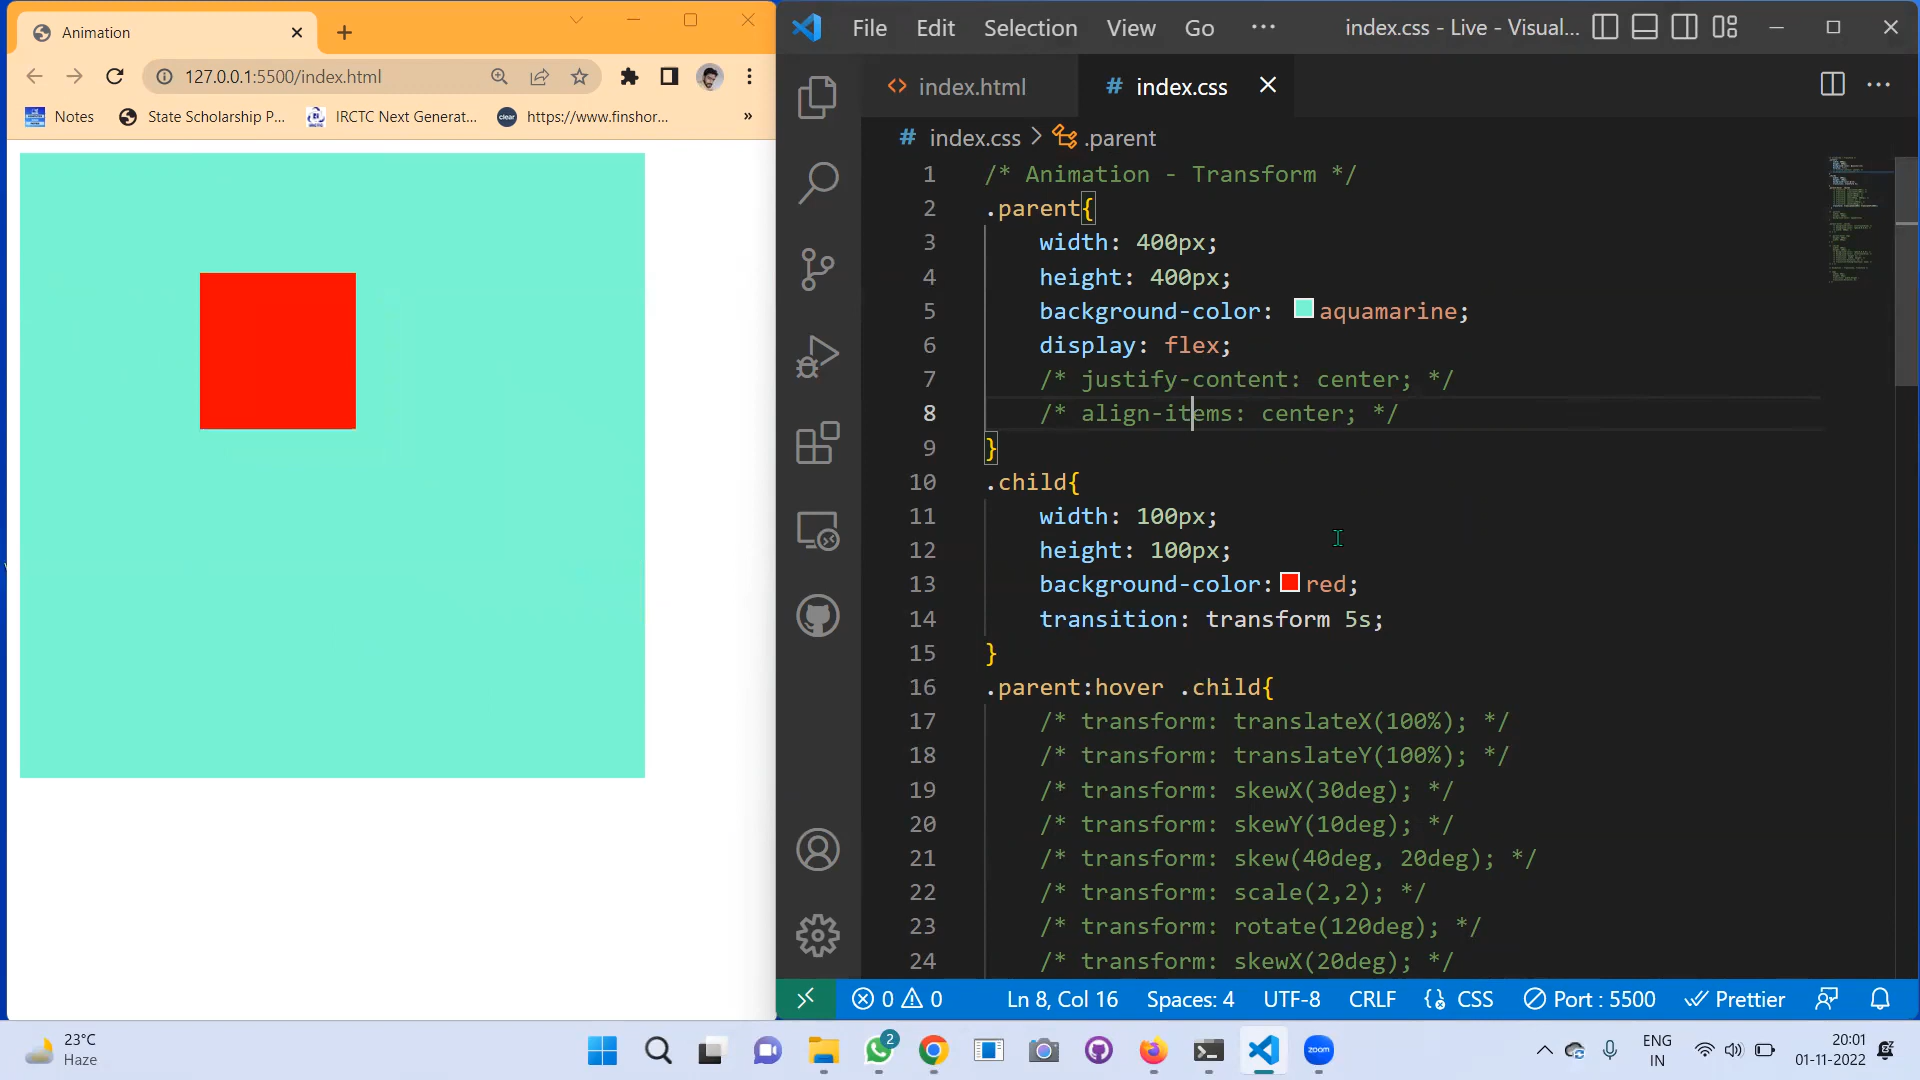 Animation
127.0.0.1:5500/index.html
Notes
State Scholarship P...
IRCTC Next Generat...
clear
https://www.finshor...
»
File Edit Selection View Go ···
index.css - Live - Visual...
index.html
# index.css
# index.css > .parent
1 /* Animation - Transform */
2 .parent{
3 width: 400px;
4 height: 400px;
5 background-color: aquamarine;
6 display: flex;
7 /* justify-content: center; */
8 /* align-items: center; */
9 }
10 .child{
11 width: 100px;
12 height: 100px;
13 background-color: red;
14 transition: transform 5s;
15 }
16 .parent:hover .child{
17 /* transform: translateX(100%); */
18 /* transform: translateY(100%); */
19 /* transform: skewX(30deg); */
20 /* transform: skewY(10deg); */
21 /* transform: skew(40deg, 20deg); */
22 /* transform: scale(2,2); */
23 /* transform: rotate(120deg); */
24 /* transform: skewX(20deg); */
0 0 Ln 8, Col 16 Spaces: 4 UTF-8 CRLF CSS Port : 5500 Prettier
23°C
Haze
2
zoom
ENG
IN
20:01
01-11-2022